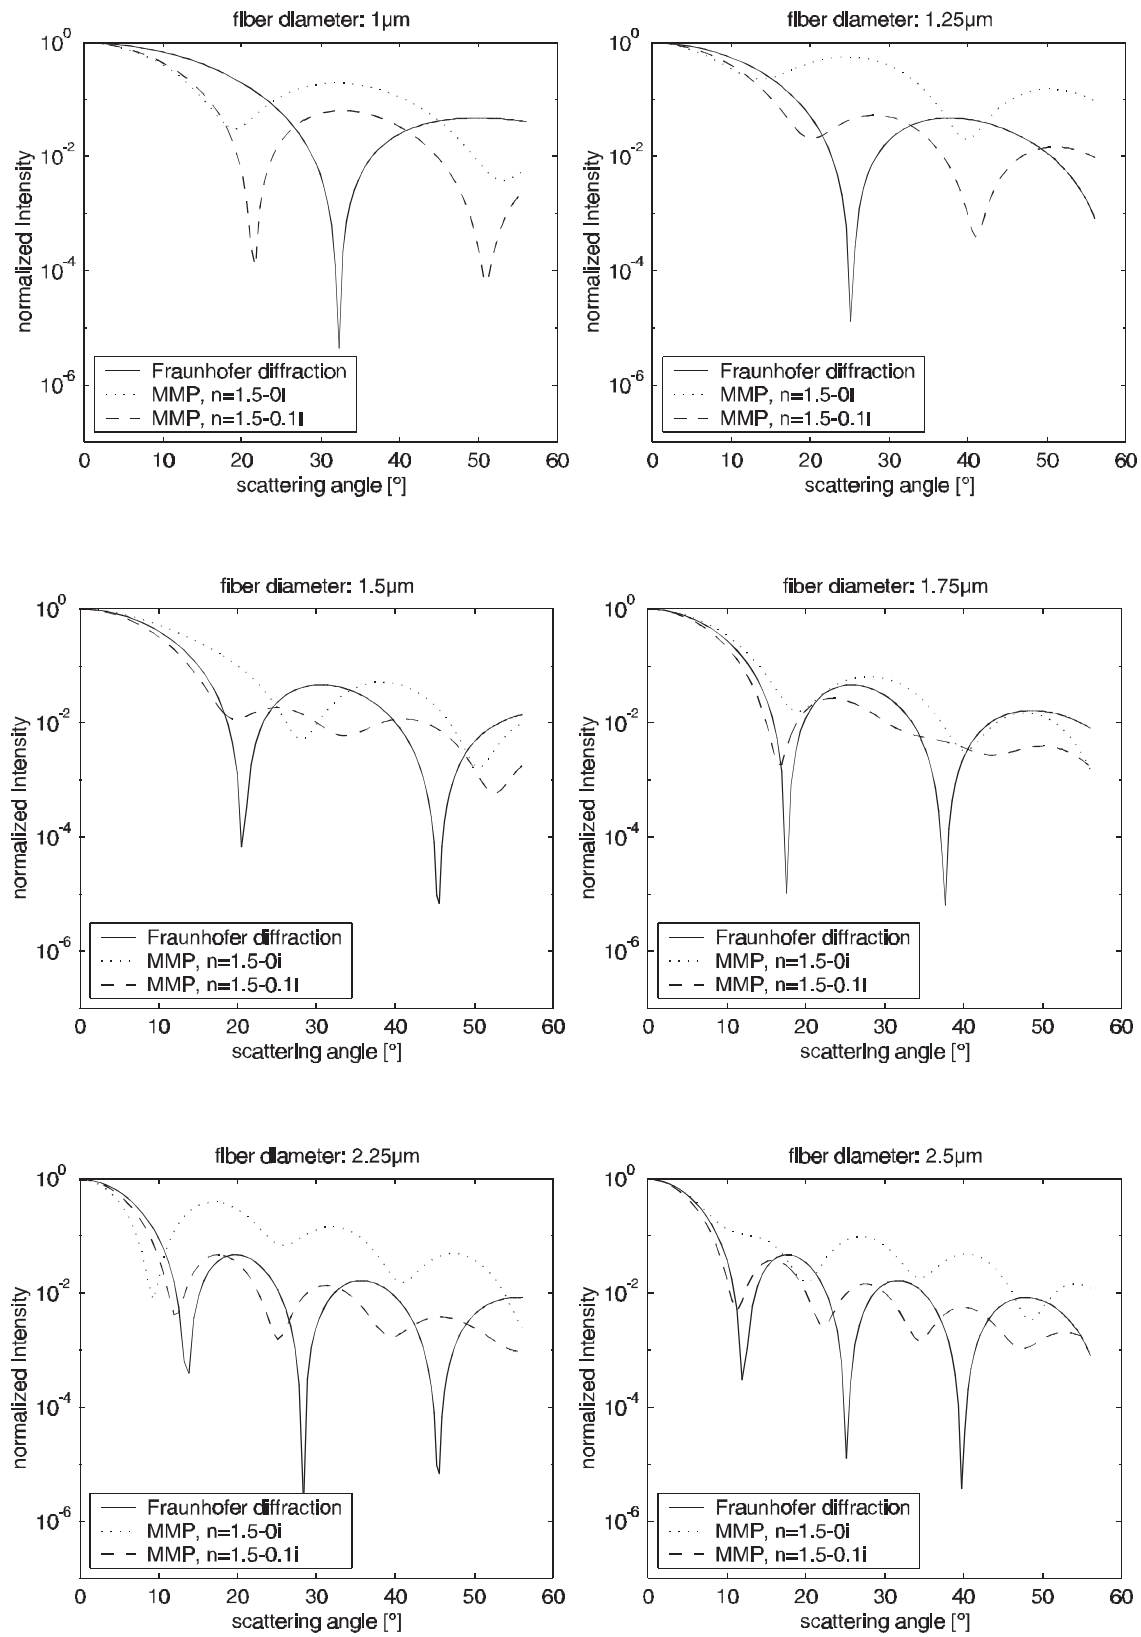 fiber diameter: 1µm
normalized Intensity
10^0
10^-2
10^-4
10^-6
Fraunhofer diffraction
MMP, n=1.5-0i
MMP, n=1.5-0.1i
0 10 20 30 40 50 60
scattering angle [°]
fiber diameter: 1.25µm
normalized Intensity
10^0
10^-2
10^-4
10^-6
Fraunhofer diffraction
MMP, n=1.5-0i
MMP, n=1.5-0.1i
0 10 20 30 40 50 60
scattering angle [°]
fiber diameter: 1.5µm
normalized Intensity
10^0
10^-2
10^-4
10^-6
Fraunhofer diffraction
MMP, n=1.5-0i
MMP, n=1.5-0.1i
0 10 20 30 40 50 60
scattering angle [°]
fiber diameter: 1.75µm
normalized Intensity
10^0
10^-2
10^-4
10^-6
Fraunhofer diffraction
MMP, n=1.5-0i
MMP, n=1.5-0.1i
0 10 20 30 40 50 60
scattering angle [°]
fiber diameter: 2.25µm
normalized Intensity
10^0
10^-2
10^-4
10^-6
Fraunhofer diffraction
MMP, n=1.5-0i
MMP, n=1.5-0.1i
0 10 20 30 40 50 60
scattering angle [°]
fiber diameter: 2.5µm
normalized Intensity
10^0
10^-2
10^-4
10^-6
Fraunhofer diffraction
MMP, n=1.5-0i
MMP, n=1.5-0.1i
0 10 20 30 40 50 60
scattering angle [°]